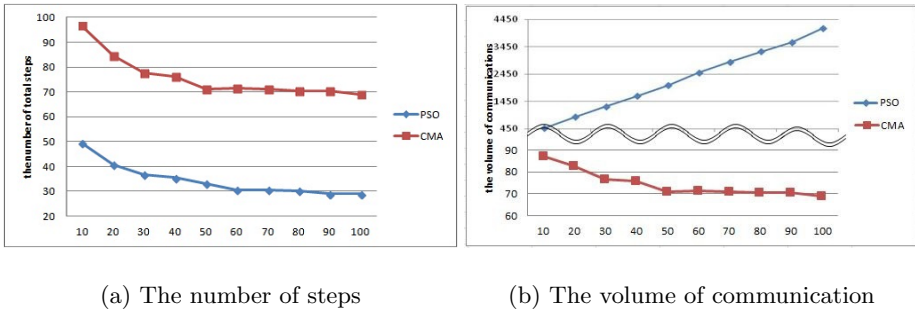 100
90
80
70
60
50
40
30
20
thenumber of total steps
10 20 30 40 50 60 70 80 90 100
PSO
CMA
4450
3450
2450
1450
450
90
80
70
60
the volume of communications
10 20 30 40 50 60 70 80 90 100
PSO
CMA
(a) The number of steps
(b) The volume of communication